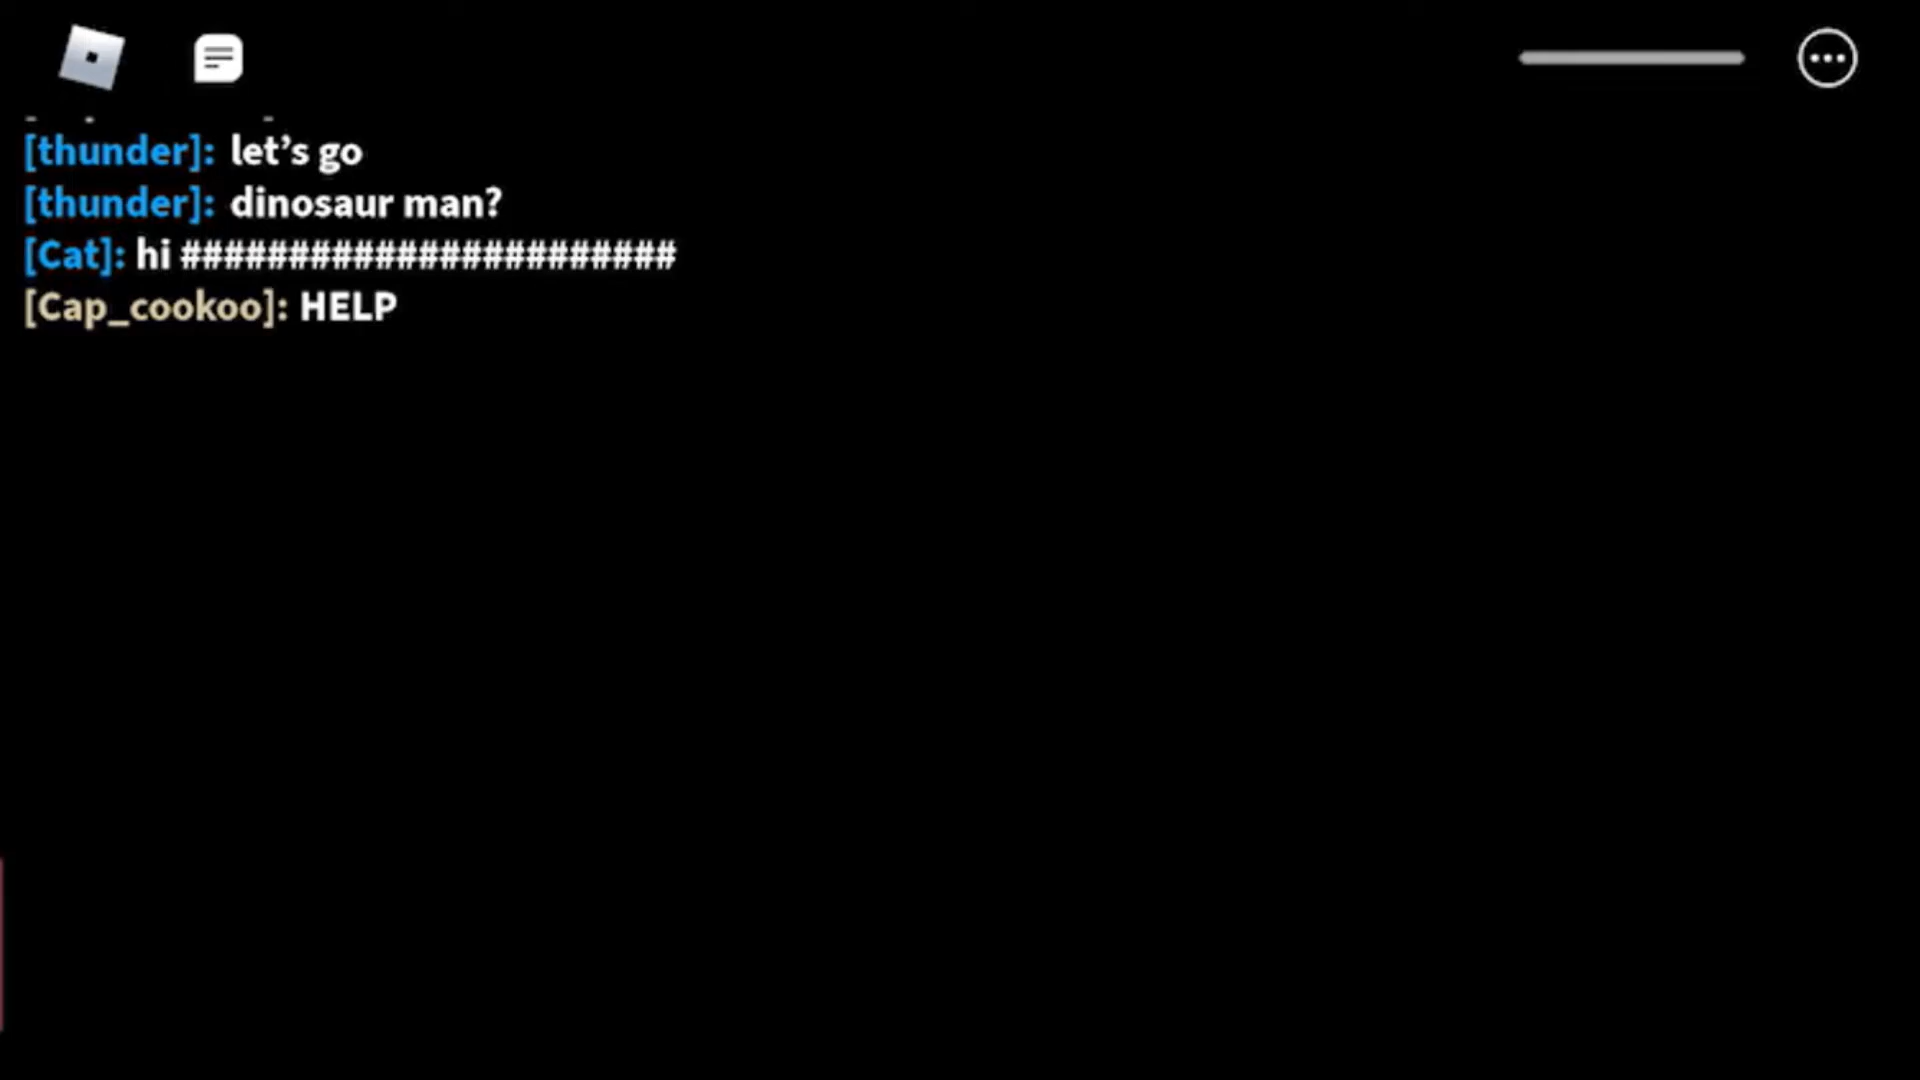 [thunder]: let’s go
[thunder]: dinosaur man?
[Cat]: hi #######################
[Cap_cookoo]: HELP